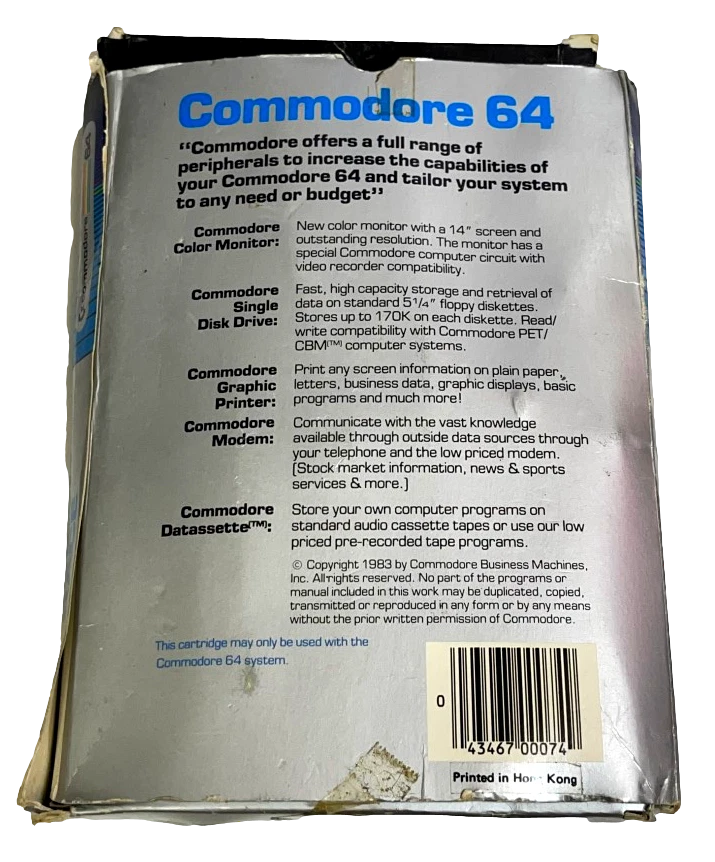 Commodore 64
"Commodore offers a full range of
peripherals to increase the capabilities of
your Commodore 64 and tailor your system
to any need or budget"
Commodore
Color Monitor:
New color monitor with a 14" screen and
outstanding resolution. The monitor has a
special Commodore computer circuit with
video recorder compatibility.
Commodore
Single
Disk Drive:
Fast, high capacity storage and retrieval of
data on standard 5 1/4" floppy diskettes.
Stores up to 170K on each diskette. Read/
write compatibility with Commodore PET/
CBM(TM) computer systems.
Commodore
Graphic
Printer:
Print any screen information on plain paper,
letters, business data, graphic displays, basic
programs and much more!
Commodore
Modem:
Communicate with the vast knowledge
available through outside data sources through
your telephone and the low priced modem.
(Stock market information, news & sports
services & more.)
Commodore
Datassette(TM):
Store your own computer programs on
standard audio cassette tapes or use our low
priced pre-recorded tape programs.
© Copyright 1983 by Commodore Business Machines,
Inc. All rights reserved. No part of the programs or
manual included in this work may be duplicated, copied,
transmitted or reproduced in any form or by any means
without the prior written permission of Commodore.
This cartridge may only be used with the
Commodore 64 system.
0
43467 00074
Printed in Hong Kong
commodore 64